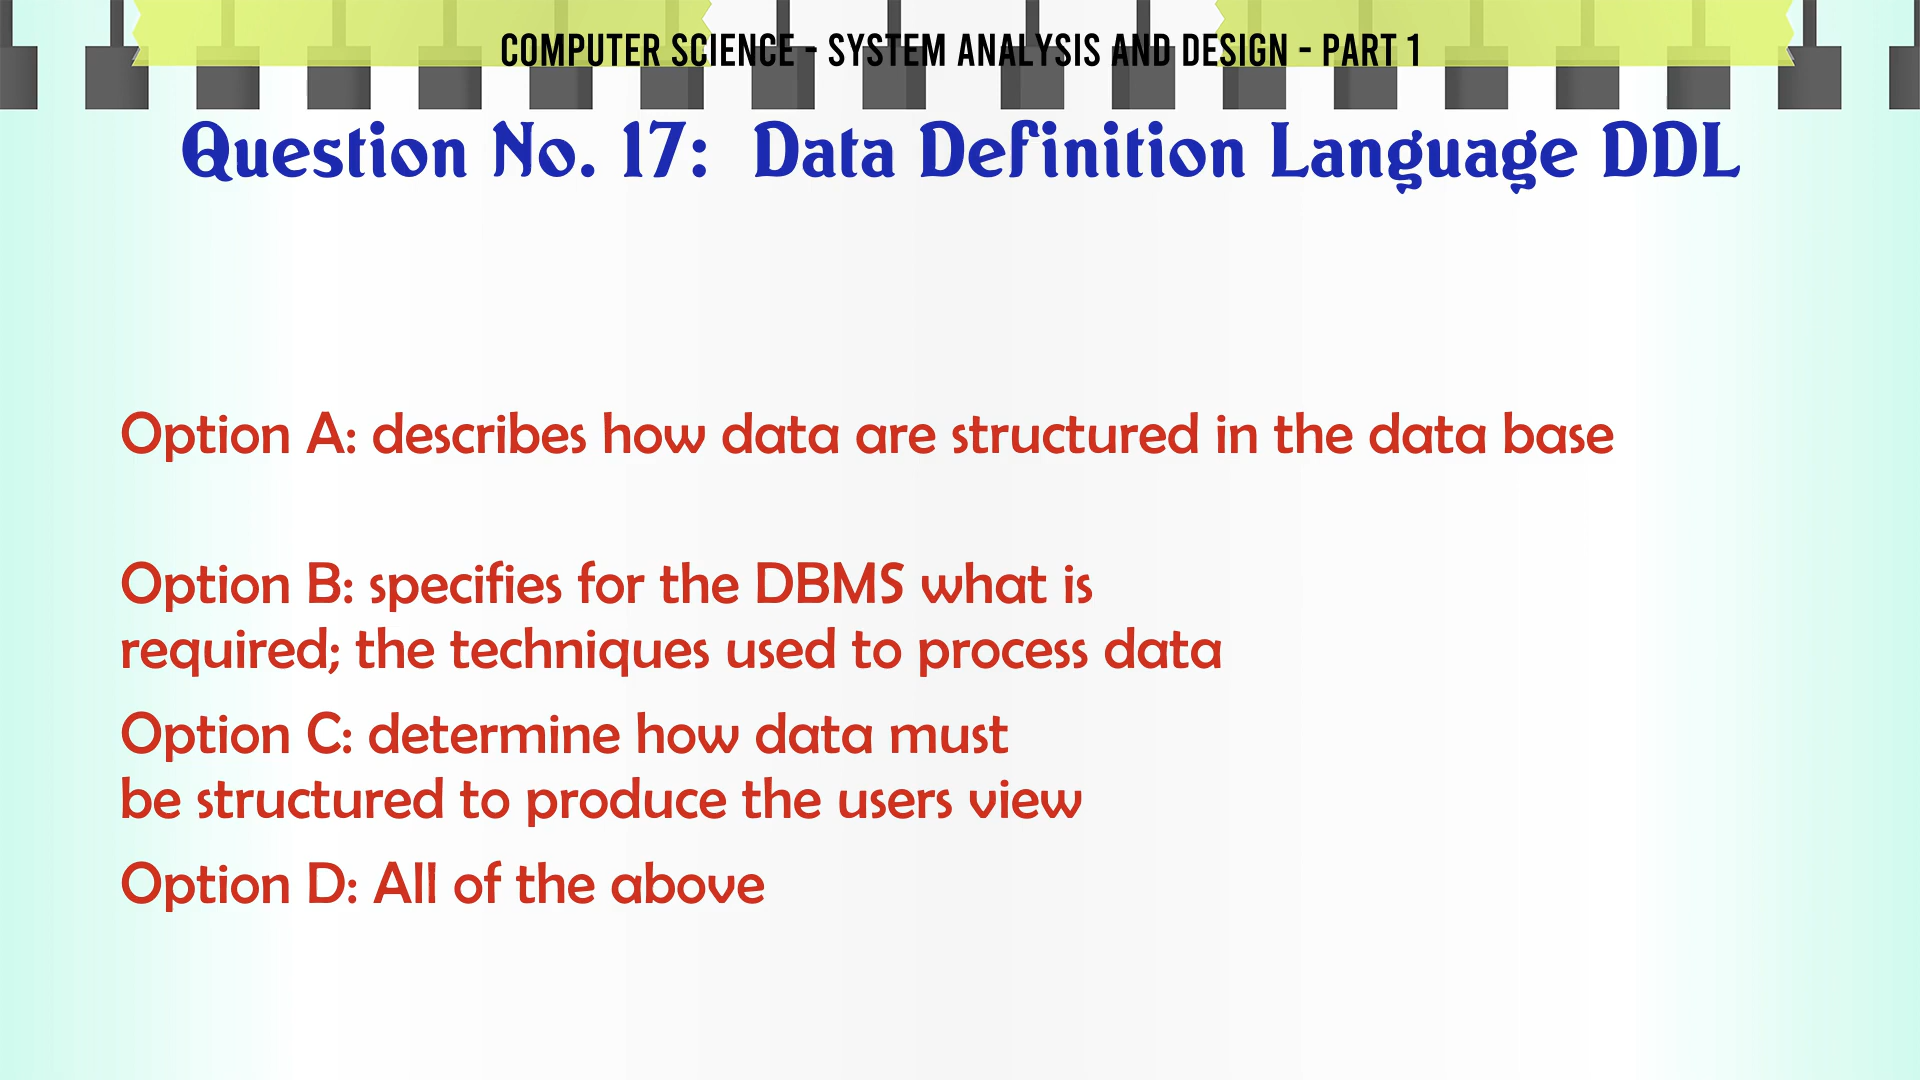 COMPUTER SCIENCE - SYSTEM ANALYSIS AND DESIGN - PART 1
Question No. 17:  Data Definition Language DDL
Option A: describes how data are structured in the data base
Option B: specifies for the DBMS what is
required; the techniques used to process data
Option C: determine how data must
be structured to produce the users view
Option D: All of the above